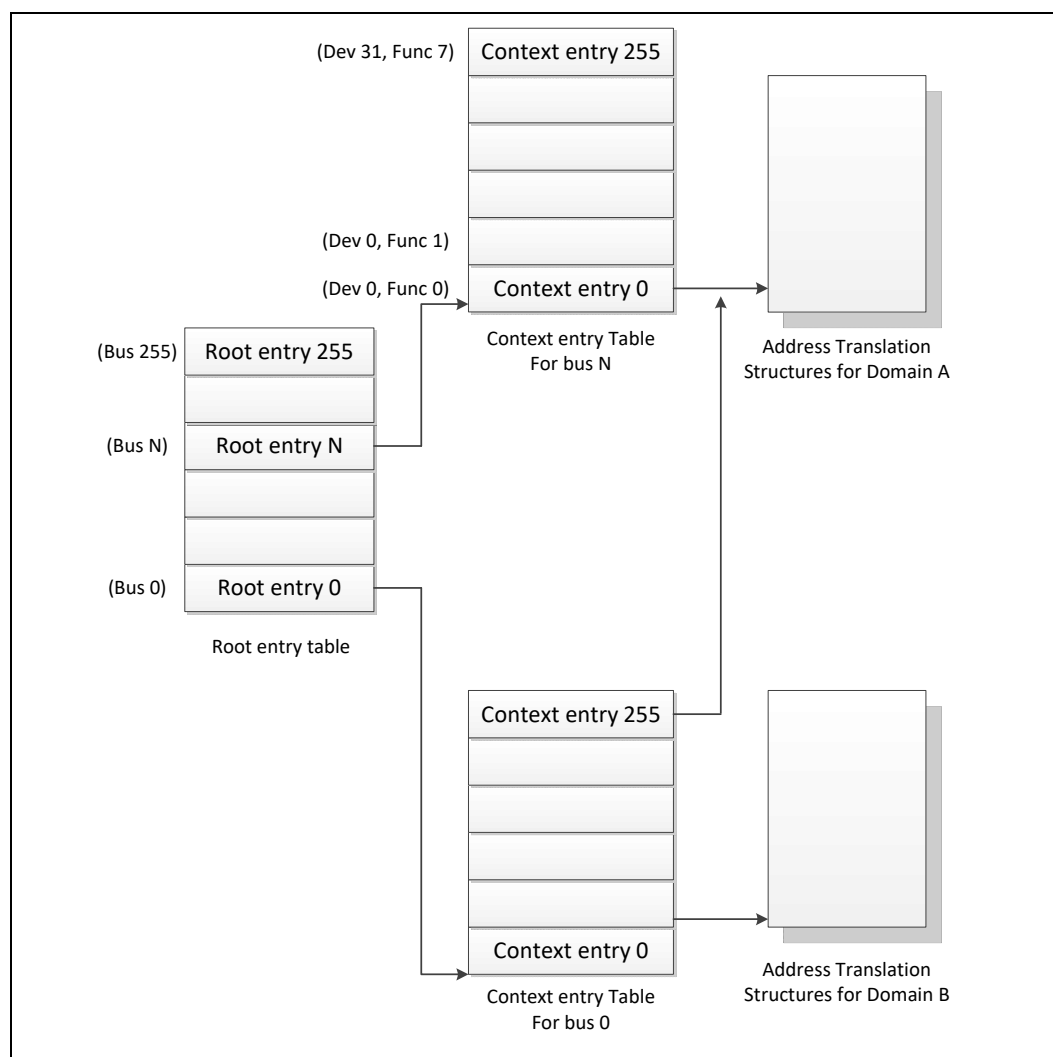 (Dev 31, Func 7)
Context entry 255
(Dev 0, Func 1)
(Dev 0, Func 0)
Context entry 0
Context entry Table
For bus N
Address Translation
Structures for Domain A
(Bus 255)
Root entry 255
(Bus N)
Root entry N
(Bus 0)
Root entry 0
Root entry table
Context entry 255
Context entry 0
Context entry Table
For bus 0
Address Translation
Structures for Domain B